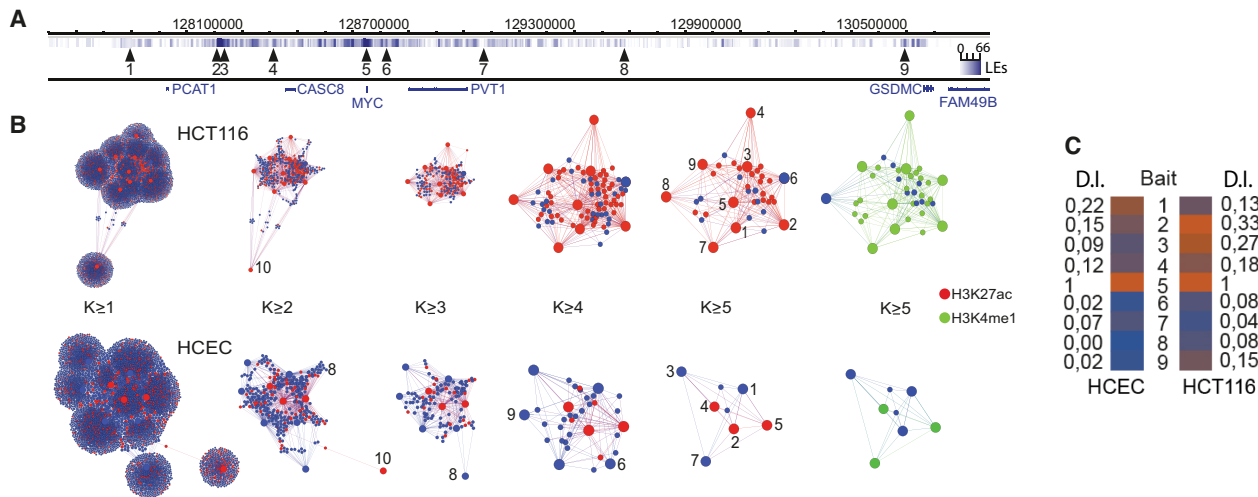 A
128100000 128700000 129300000 129900000 130500000
0 66
LEs
1 2 3 4 5 6 7 8 9
PCAT1 CASC8 MYC PVT1 GSDMC FAM49B
B
HCT116
10
4
9 3
8 6
5
1 2
7
K≥1 K≥2 K≥3 K≥4 K≥5 K≥5
H3K27ac
H3K4me1
HCEC
8
10
8
9
6
3
1
4
5
2
7
C
D.I. Bait D.I.
0,22 1 0,13
0,15 2 0,33
0,09 3 0,27
0,12 4 0,18
1 5 1
0,02 6 0,08
0,07 7 0,04
0,00 8 0,08
0,02 9 0,15
HCEC HCT116